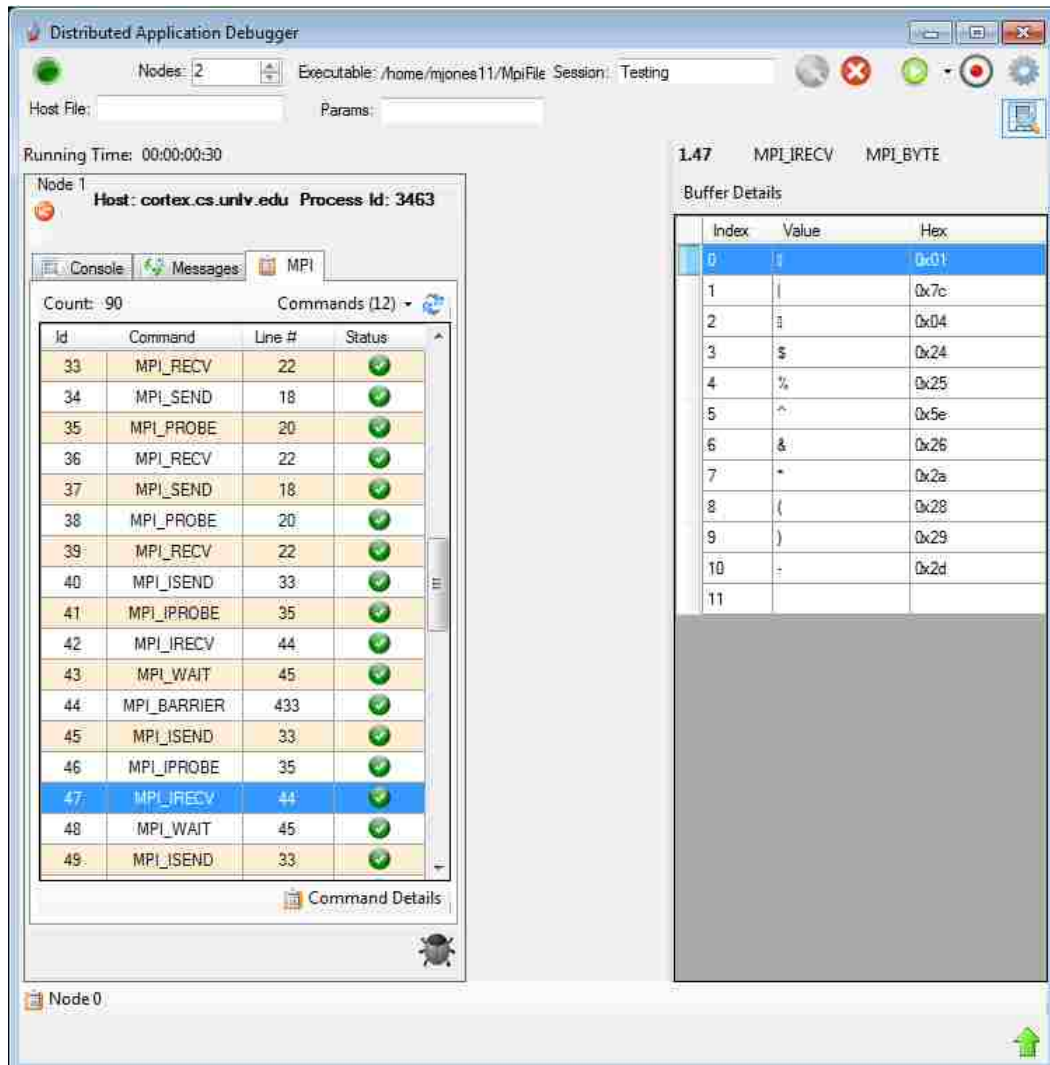 Distributed Application Debugger
Nodes: 2 Executable: /home/mjones11/MpiFile Session: Testing
Host File: Params:
Running Time: 00:00:00:30
1.47 MPI_IRECV MPI_BYTE
Node 1
Host: cortex.cs.unlv.edu Process Id: 3463
Buffer Details
Index Value Hex
0 0x01
1 | 0x7c
2 0x04
3 $ 0x24
4 % 0x25
5 ^ 0x5e
6 & 0x26
7 * 0x2a
8 ( 0x28
9 ) 0x29
10 - 0x2d
11
Console Messages MPI
Count: 90 Commands (12)
Id Command Line # Status
33 MPI_RECV 22
34 MPI_SEND 18
35 MPI_PROBE 20
36 MPI_RECV 22
37 MPI_SEND 18
38 MPI_PROBE 20
39 MPI_RECV 22
40 MPI_ISEND 33
41 MPI_IPROBE 35
42 MPI_IRECV 44
43 MPI_WAIT 45
44 MPI_BARRIER 433
45 MPI_ISEND 33
46 MPI_IPROBE 35
47 MPI_IRECV 44
48 MPI_WAIT 45
49 MPI_ISEND 33
Command Details
Node 0